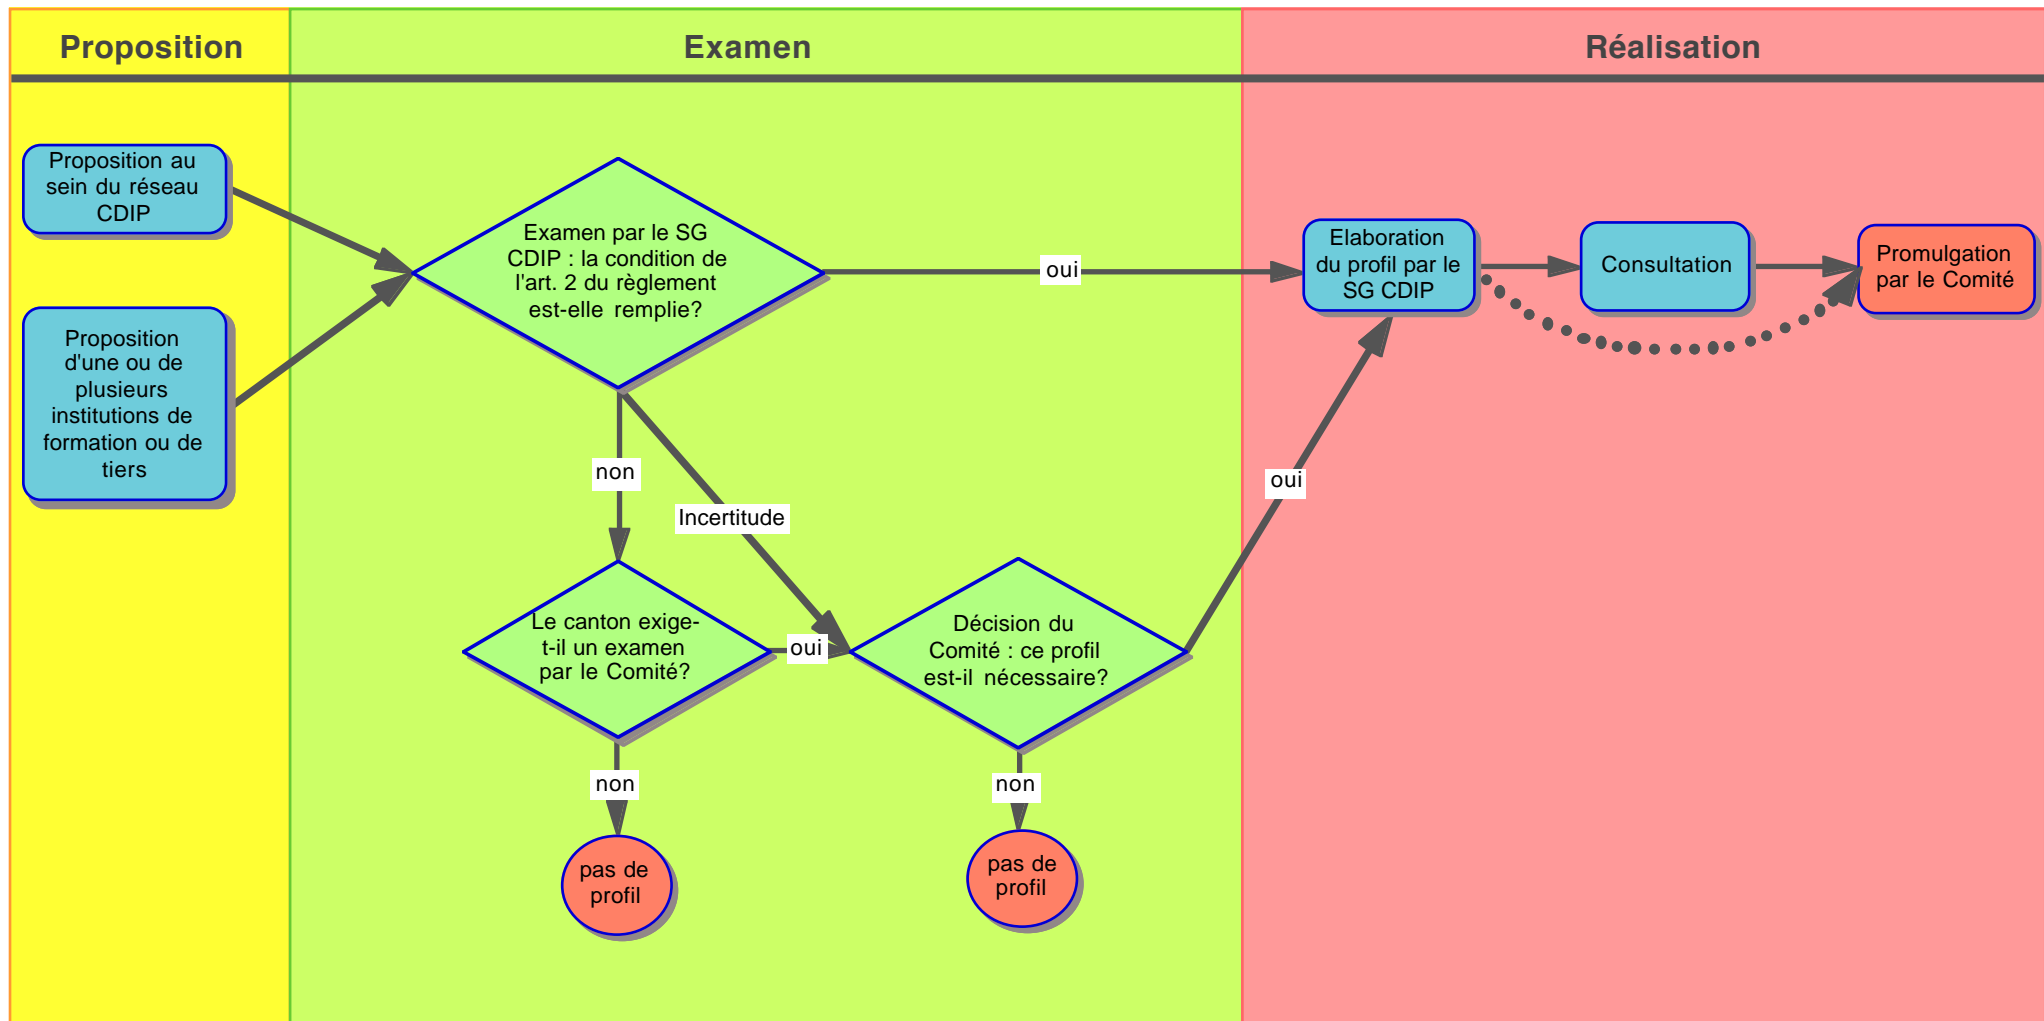 Proposition
Examen
Réalisation
Proposition au
sein du réseau
CDIP
Proposition
d'une ou de
plusieurs
institutions de
formation ou de
tiers
Examen par le SG
CDIP : la condition de
l'art. 2 du règlement
est-elle remplie?
oui
non
Incertitude
Le canton exige-
t-il un examen
par le Comité?
oui
Décision du
Comité : ce profil
est-il nécessaire?
oui
non
non
pas de
profil
pas de
profil
Elaboration
du profil par le
SG CDIP
Consultation
Promulgation
par le Comité